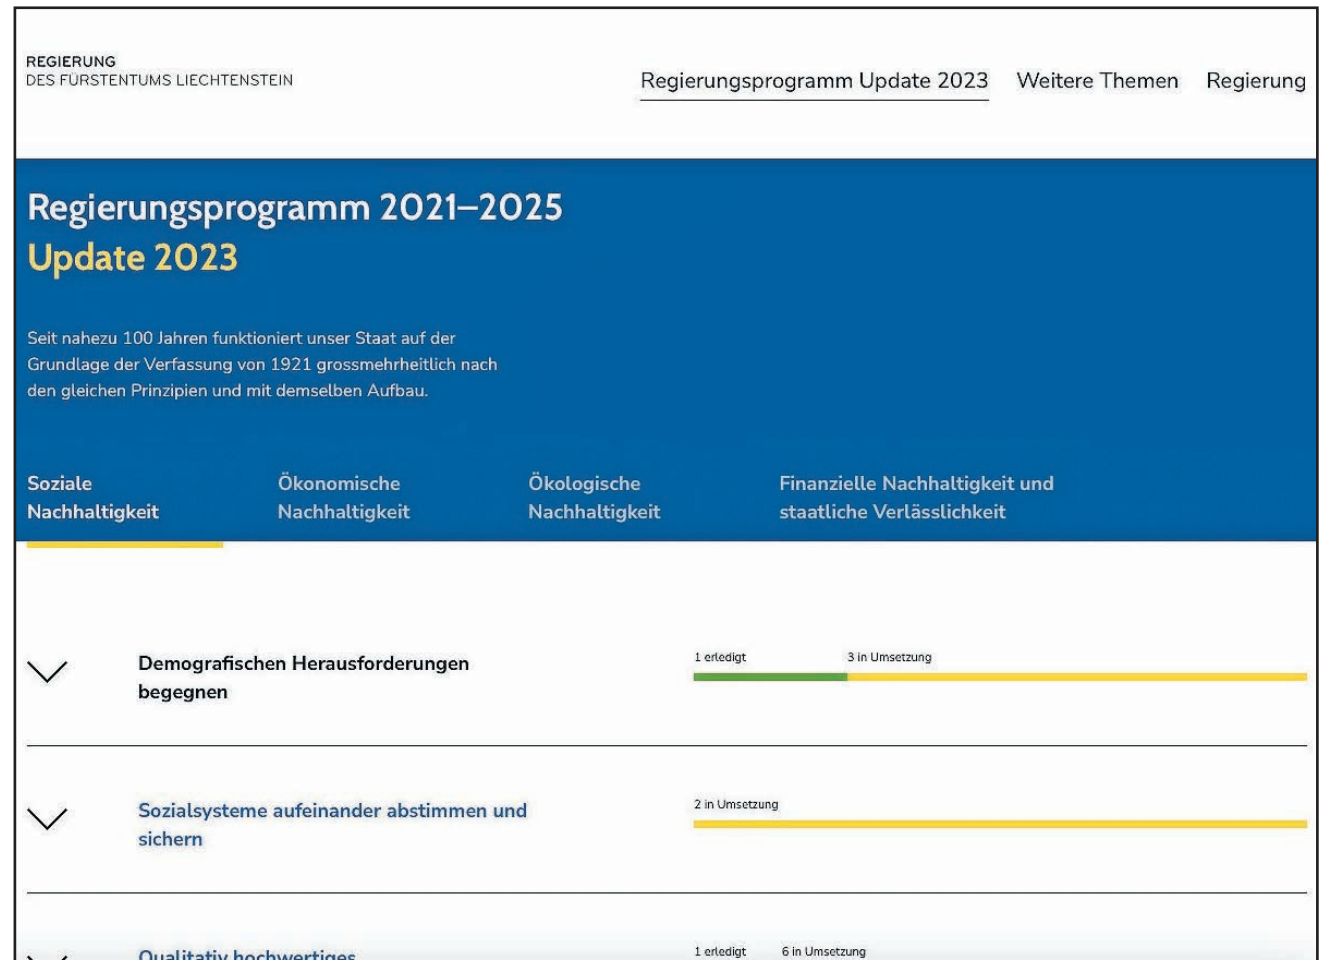 REGIERUNG
DES FÜRSTENTUMS LIECHTENSTEIN
Regierungsprogramm Update 2023 Weitere Themen Regierung
Regierungsprogramm 2021–2025
Update 2023
Seit nahezu 100 Jahren funktioniert unser Staat auf der
Grundlage der Verfassung von 1921 grossmehrheitlich nach
den gleichen Prinzipien und mit demselben Aufbau.
Soziale
Nachhaltigkeit
Ökonomische
Nachhaltigkeit
Ökologische
Nachhaltigkeit
Finanzielle Nachhaltigkeit und
staatliche Verlässlichkeit
Demografischen Herausforderungen
begegnen
1 erledigt 3 in Umsetzung
Sozialsysteme aufeinander abstimmen und
sichern
2 in Umsetzung
Qualitativ hochwertiges
1 erledigt 6 in Umsetzung